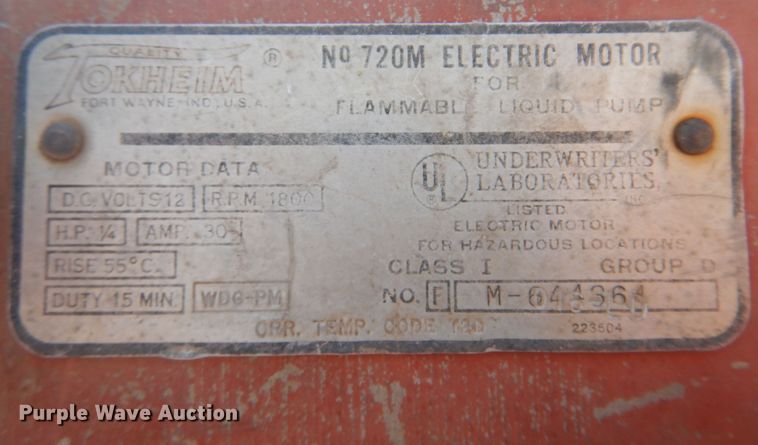 QUALITY
TOKHEIM ®
FORT WAYNE, IND., U.S.A.
Nº 720M ELECTRIC MOTOR
FOR
FLAMMABLE LIQUID PUMP
MOTOR DATA
D.C. VOLTS 12 R.P.M. 1800
H.P. ¼ AMP. 30
RISE 55°C.
DUTY 15 MIN. WDG-PM
UL ®
UNDERWRITERS'
LABORATORIES, INC.
LISTED
ELECTRIC MOTOR
FOR HAZARDOUS LOCATIONS
CLASS I GROUP D
NO. F M-
OPR. TEMP. CODE
223504
Purple Wave Auction